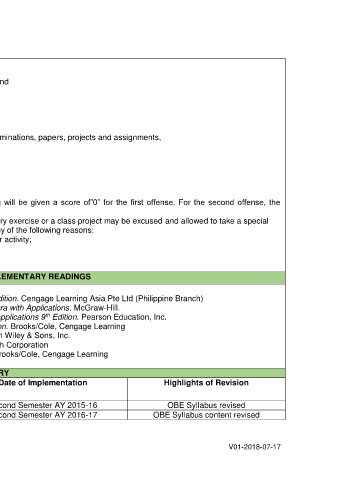 nd
minations, papers, projects and assignments,
g will be given a score of"0" for the first offense. For the second offense, the
ry exercise or a class project may be excused and allowed to take a special
y of the following reasons:
r activity;
LEMENTARY READINGS
dition. Cengage Learning Asia Pte Ltd (Philippine Branch)
ra with Applications. McGraw-Hill.
pplications 9th Edition. Pearson Education, Inc.
on. Brooks/Cole, Cengage Learning
n Wiley & Sons, Inc.
h Corporation
rooks/Cole, Cengage Learning
RY
Date of Implementation Highlights of Revision
cond Semester AY 2015-16 OBE Syllabus revised
cond Semester AY 2016-17 OBE Syllabus content revised
V01-2018-07-17